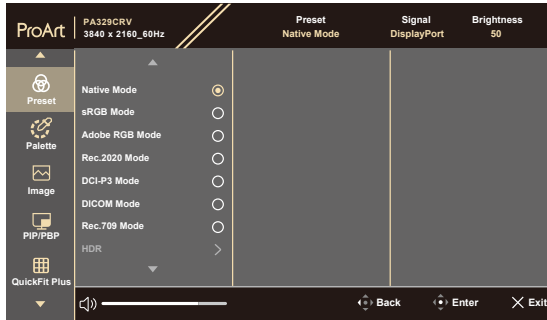 ProArt
PA329CRV
3840 x 2160_60Hz
Preset
Native Mode
Signal
DisplayPort
Brightness
50
Preset
Palette
Image
PIP/PBP
QuickFit Plus
Native Mode
sRGB Mode
Adobe RGB Mode
Rec.2020 Mode
DCI-P3 Mode
DICOM Mode
Rec.709 Mode
HDR
Back
Enter
Exit